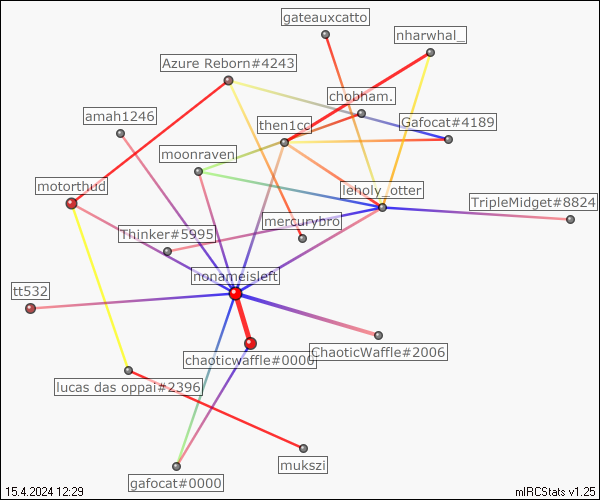 gateauxcatto
nharwhal_
Azure Reborn#4243
chobham.
amah1246
then1cc
Gafocat#4189
moonraven
motorthud
leholy_otter
TripleMidget#8824
mercurybro
Thinker#5995
nonameisleft
tt532
chaoticwaffle#0000
ChaoticWaffle#2006
lucas das oppai#2396
mukszi
gafocat#0000
15.4.2024 12:29
mIRCStats v1.25